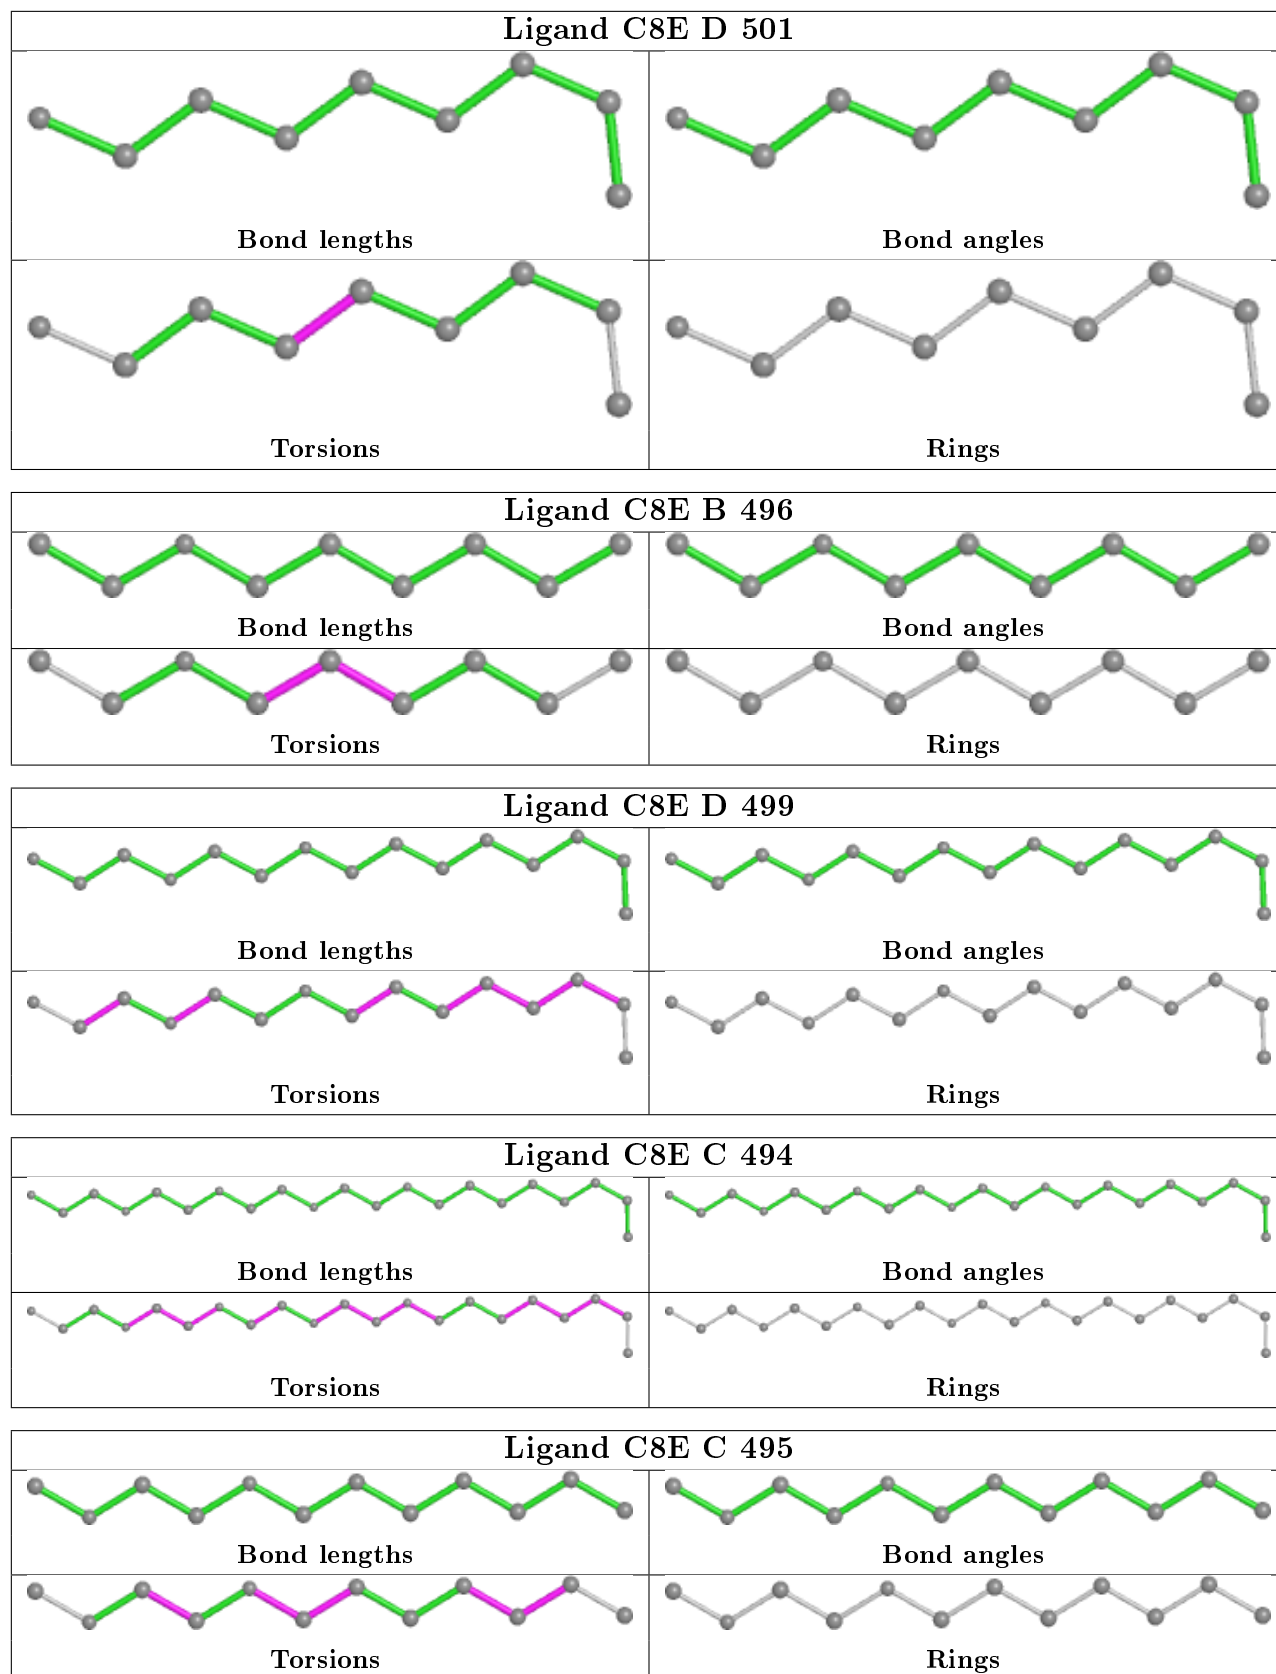 Ligand C8E D 501
Bond lengths
Bond angles
Torsions
Rings
Ligand C8E B 496
Bond lengths
Bond angles
Torsions
Rings
Ligand C8E D 499
Bond lengths
Bond angles
Torsions
Rings
Ligand C8E C 494
Bond lengths
Bond angles
Torsions
Rings
Ligand C8E C 495
Bond lengths
Bond angles
Torsions
Rings